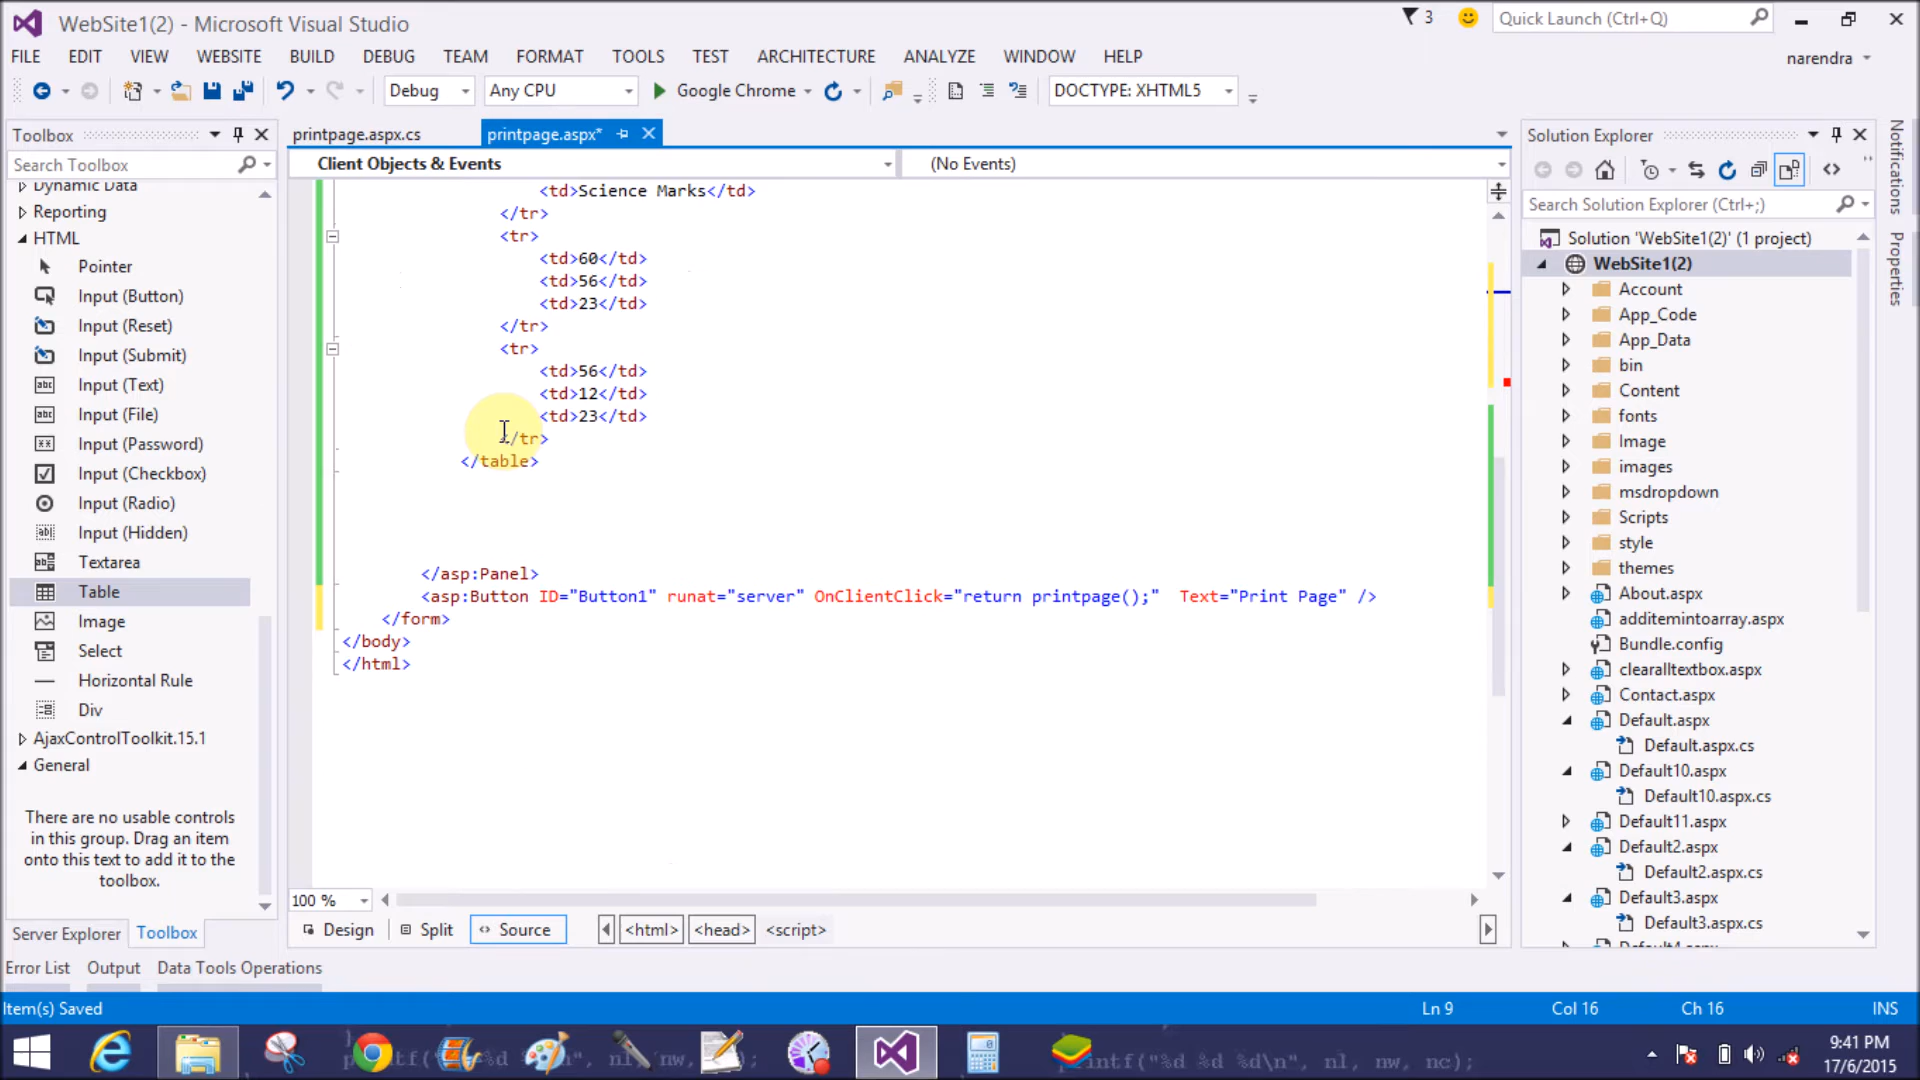 WebSite1(2) - Microsoft Visual Studio
3
Quick Launch (Ctrl+Q)
FILE EDIT VIEW WEBSITE BUILD DEBUG TEAM FORMAT TOOLS TEST ARCHITECTURE ANALYZE WINDOW HELP
narendra
Debug Any CPU Google Chrome DOCTYPE: XHTML5
Toolbox
Search Toolbox
Dynamic Data
Reporting
HTML
Pointer
Input (Button)
Input (Reset)
Input (Submit)
Input (Text)
Input (File)
Input (Password)
Input (Checkbox)
Input (Radio)
Input (Hidden)
Textarea
Table
Image
Select
Horizontal Rule
Div
AjaxControlToolkit.15.1
General
There are no usable controls
in this group. Drag an item
onto this text to add it to the
toolbox.
Server Explorer Toolbox
printpage.aspx.cs printpage.aspx*
Client Objects & Events (No Events)
<td>Science Marks</td>
</tr>
<tr>
<td>60</td>
<td>56</td>
<td>23</td>
</tr>
<tr>
<td>56</td>
<td>12</td>
<td>23</td>
</tr>
</table>
</asp:Panel>
<asp:Button ID="Button1" runat="server" OnClientClick="return printpage();" Text="Print Page" />
</form>
</body>
</html>
100 %
Design Split Source <html> <head> <script>
Solution Explorer
Search Solution Explorer (Ctrl+;)
Solution 'WebSite1(2)' (1 project)
WebSite1(2)
Account
App_Code
App_Data
bin
Content
fonts
Image
images
msdropdown
Scripts
style
themes
About.aspx
additemintoarray.aspx
Bundle.config
clearalltextbox.aspx
Contact.aspx
Default.aspx
Default.aspx.cs
Default10.aspx
Default10.aspx.cs
Default11.aspx
Default2.aspx
Default2.aspx.cs
Default3.aspx
Default3.aspx.cs
Notifications
Properties
Error List Output Data Tools Operations
Item(s) Saved Ln 9 Col 16 Ch 16 INS
printf("%d %d %d\n", nl, nw, nc);
9:41 PM
17/6/2015